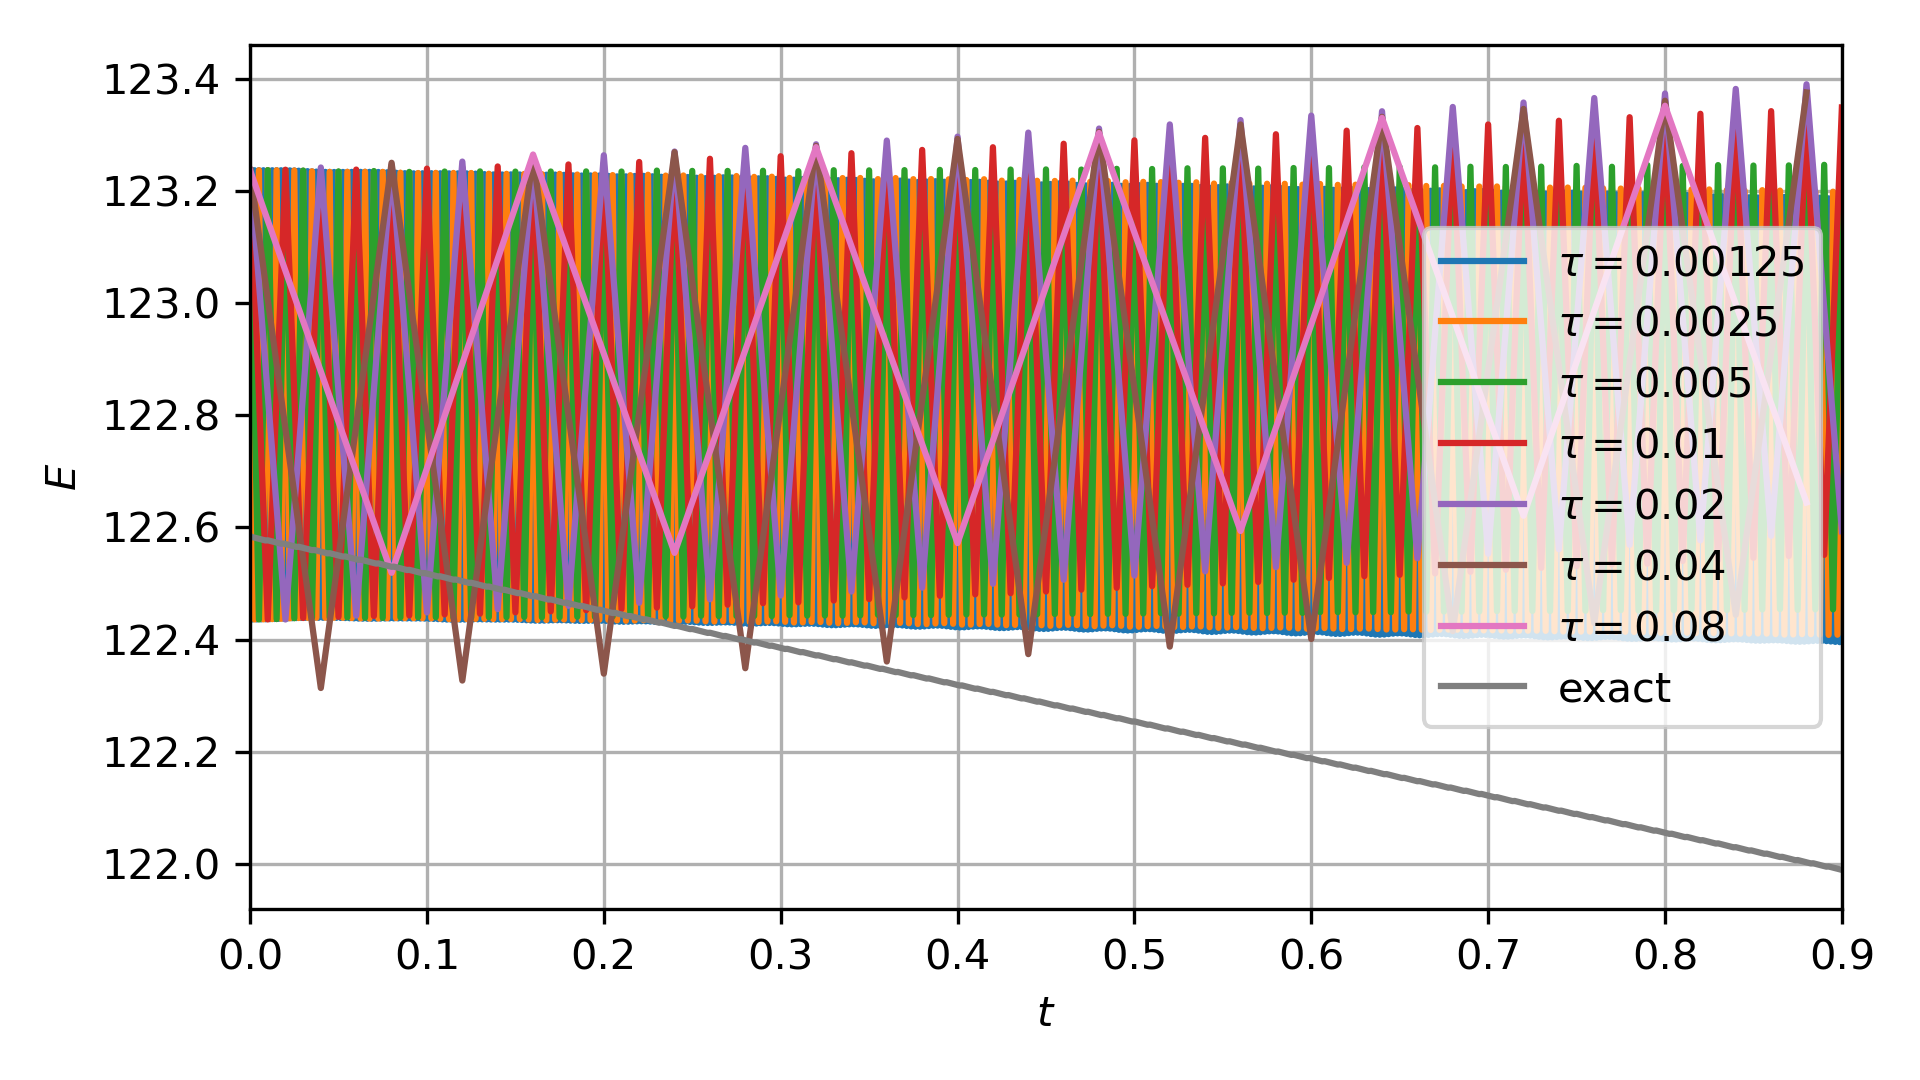 123.4
123.2
123.0
122.8
122.6
122.4
122.2
122.0
E
0.0 0.1 0.2 0.3 0.4 0.5 0.6 0.7 0.8 0.9
t
τ = 0.00125
τ = 0.0025
τ = 0.005
τ = 0.01
τ = 0.02
τ = 0.04
τ = 0.08
exact